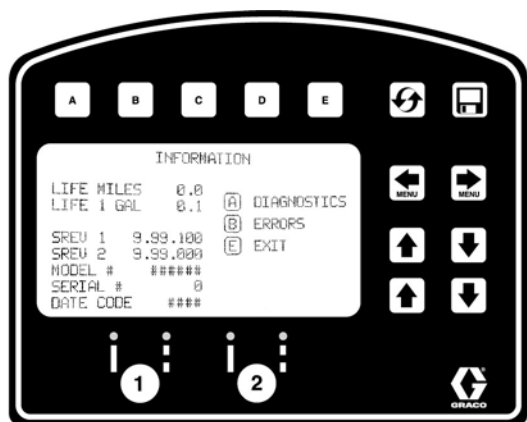 A B C D E
INFORMATION
LIFE MILES 0.0
LIFE 1 GAL 0.1
SREV 1 9.99.100
SREV 2 9.99.000
MODEL # ######
SERIAL # 0
DATE CODE ####
A DIAGNOSTICS
B ERRORS
E EXIT
MENU MENU
1 2
GRACO